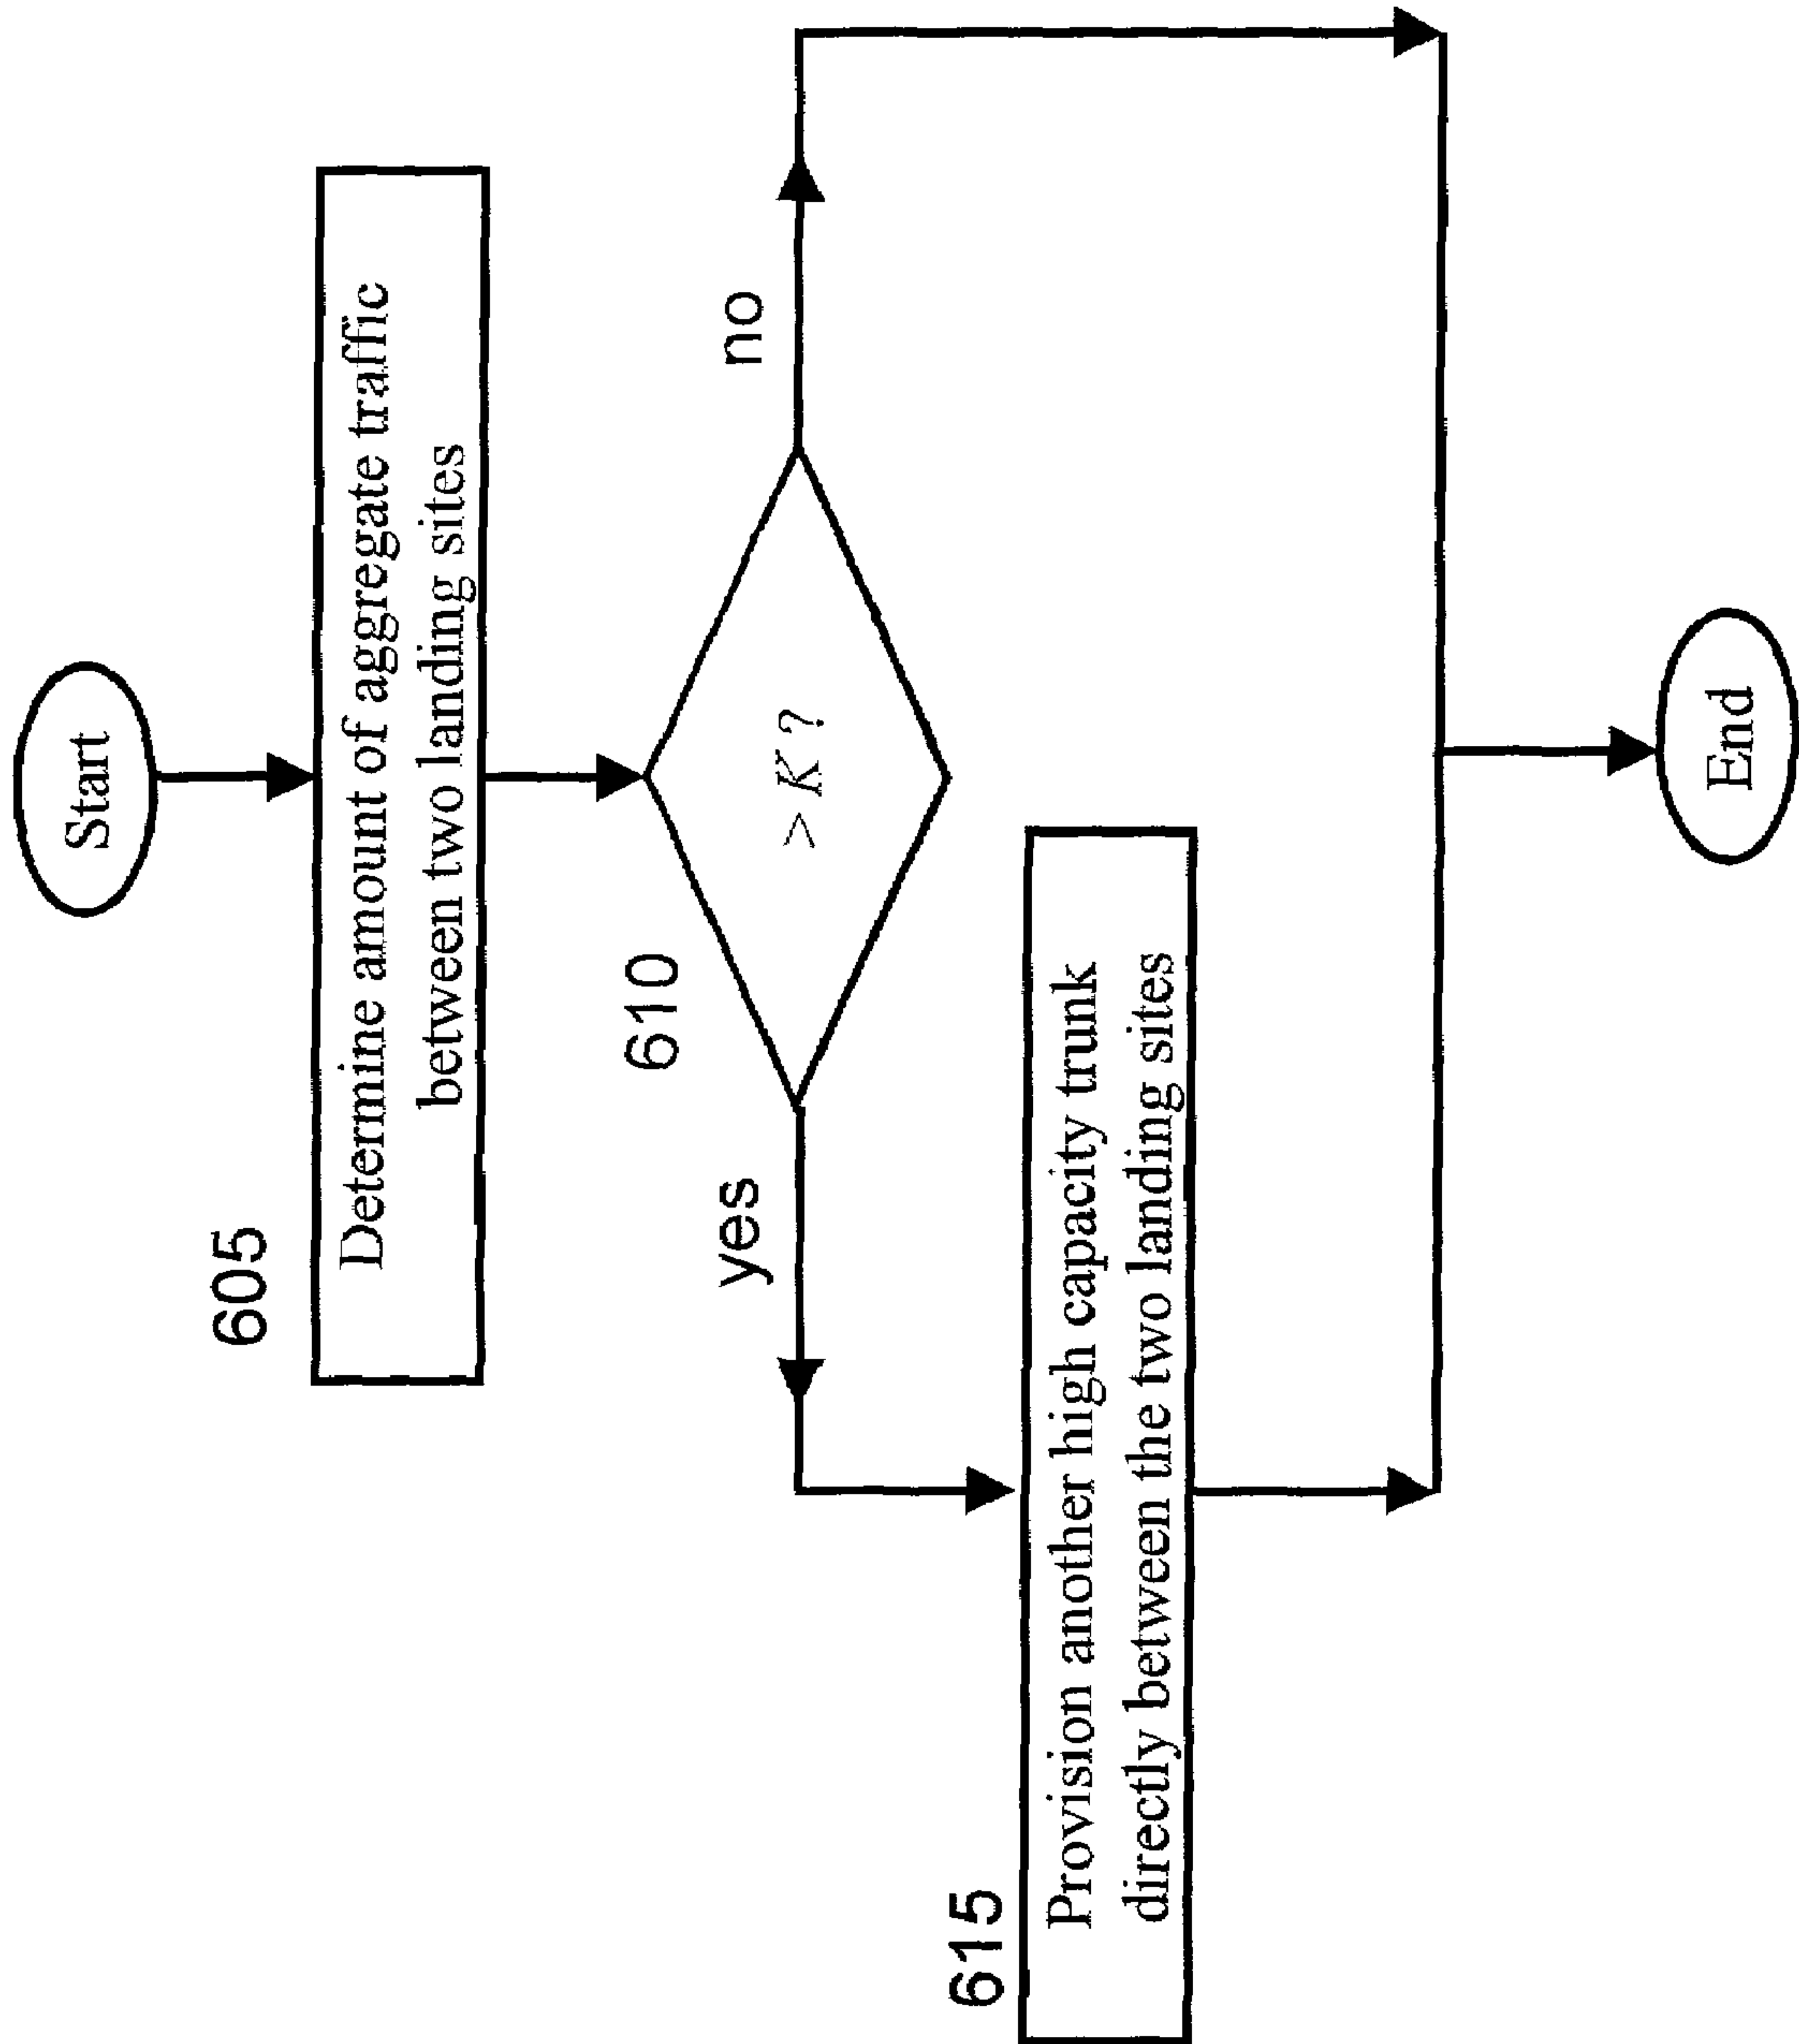 Start
605
Determine amount of aggregate traffic
between two landing sites
610
> K ?
yes
no
615
Provision another high capacity trunk
directly between the two landing sites
End